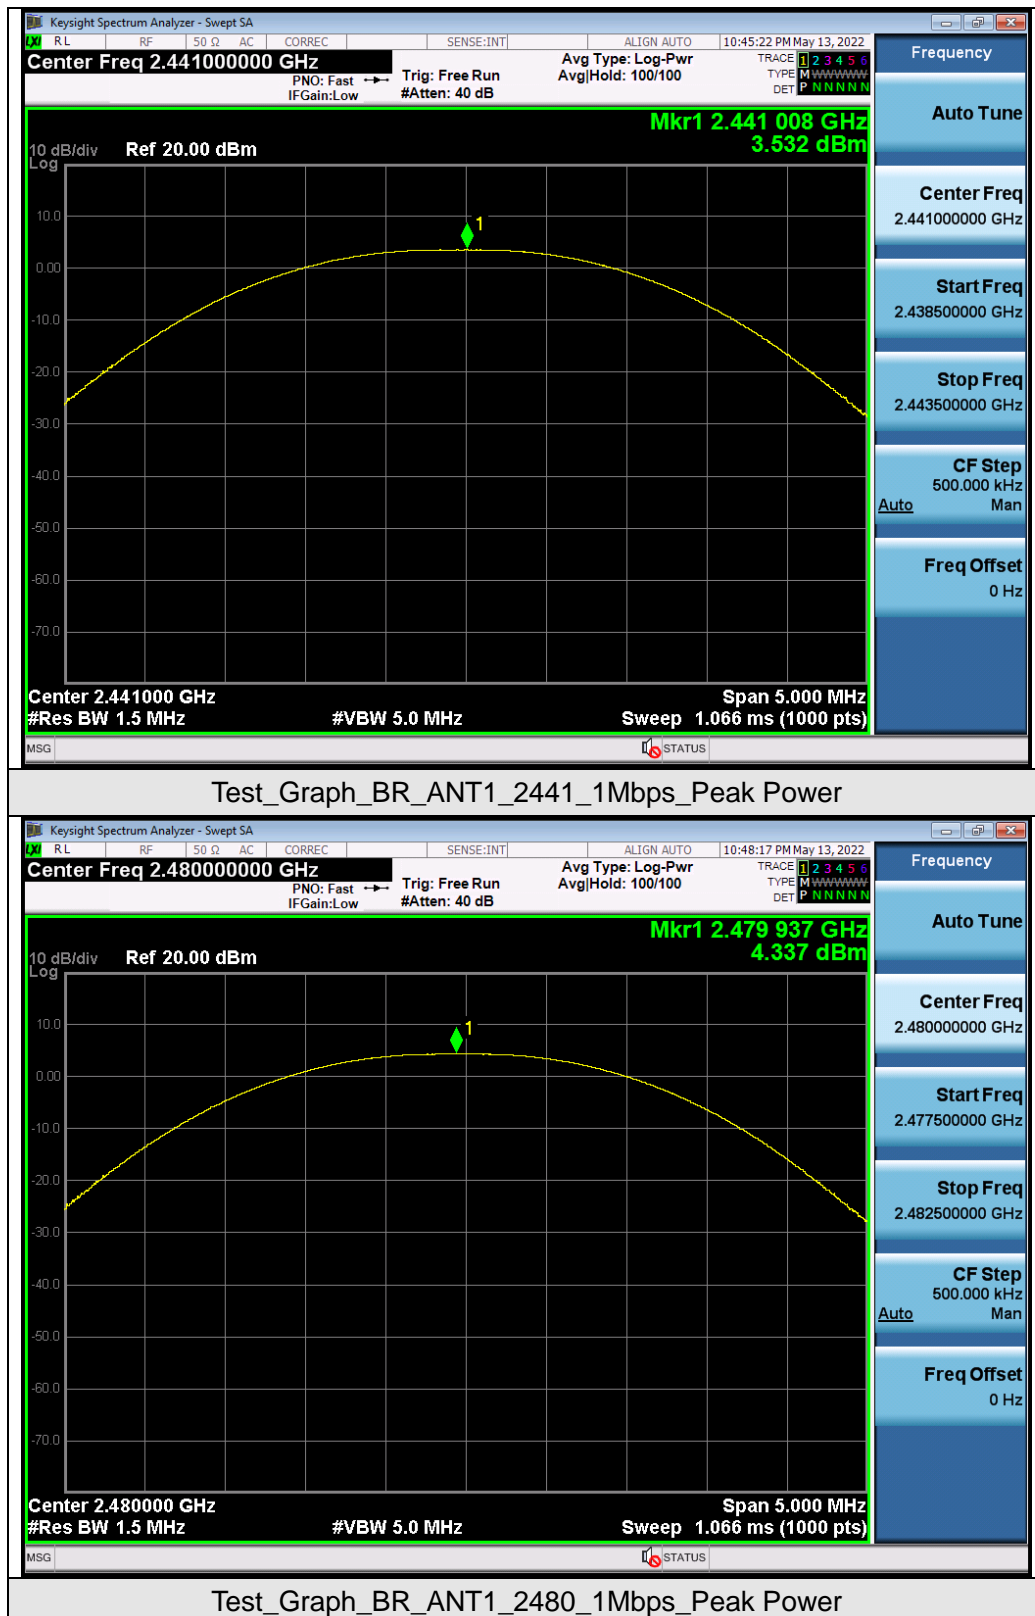 Keysight Spectrum Analyzer - Swept SA
LXI RL RF 50 Ω AC CORREC SENSE:INT ALIGN AUTO 10:45:22 PM May 13, 2022
Center Freq 2.441000000 GHz
PNO: Fast
IFGain:Low
Trig: Free Run
#Atten: 40 dB
Avg Type: Log-Pwr
Avg|Hold: 100/100
TRACE 1 2 3 4 5 6
TYPE M WWWWW
DET P N N N N N
Mkr1 2.441 008 GHz
3.532 dBm
10 dB/div Ref 20.00 dBm
Log
10.0
0.00
-10.0
-20.0
-30.0
-40.0
-50.0
-60.0
-70.0
1
Center 2.441000 GHz Span 5.000 MHz
#Res BW 1.5 MHz #VBW 5.0 MHz Sweep 1.066 ms (1000 pts)
MSG STATUS
Frequency
Auto Tune
Center Freq
2.441000000 GHz
Start Freq
2.438500000 GHz
Stop Freq
2.443500000 GHz
CF Step
500.000 kHz
Auto Man
Freq Offset
0 Hz
Test_Graph_BR_ANT1_2441_1Mbps_Peak Power
Keysight Spectrum Analyzer - Swept SA
LXI RL RF 50 Ω AC CORREC SENSE:INT ALIGN AUTO 10:48:17 PM May 13, 2022
Center Freq 2.480000000 GHz
PNO: Fast
IFGain:Low
Trig: Free Run
#Atten: 40 dB
Avg Type: Log-Pwr
Avg|Hold: 100/100
TRACE 1 2 3 4 5 6
TYPE M WWWWW
DET P N N N N N
Mkr1 2.479 937 GHz
4.337 dBm
10 dB/div Ref 20.00 dBm
Log
10.0
0.00
-10.0
-20.0
-30.0
-40.0
-50.0
-60.0
-70.0
1
Center 2.480000 GHz Span 5.000 MHz
#Res BW 1.5 MHz #VBW 5.0 MHz Sweep 1.066 ms (1000 pts)
MSG STATUS
Frequency
Auto Tune
Center Freq
2.480000000 GHz
Start Freq
2.477500000 GHz
Stop Freq
2.482500000 GHz
CF Step
500.000 kHz
Auto Man
Freq Offset
0 Hz
Test_Graph_BR_ANT1_2480_1Mbps_Peak Power